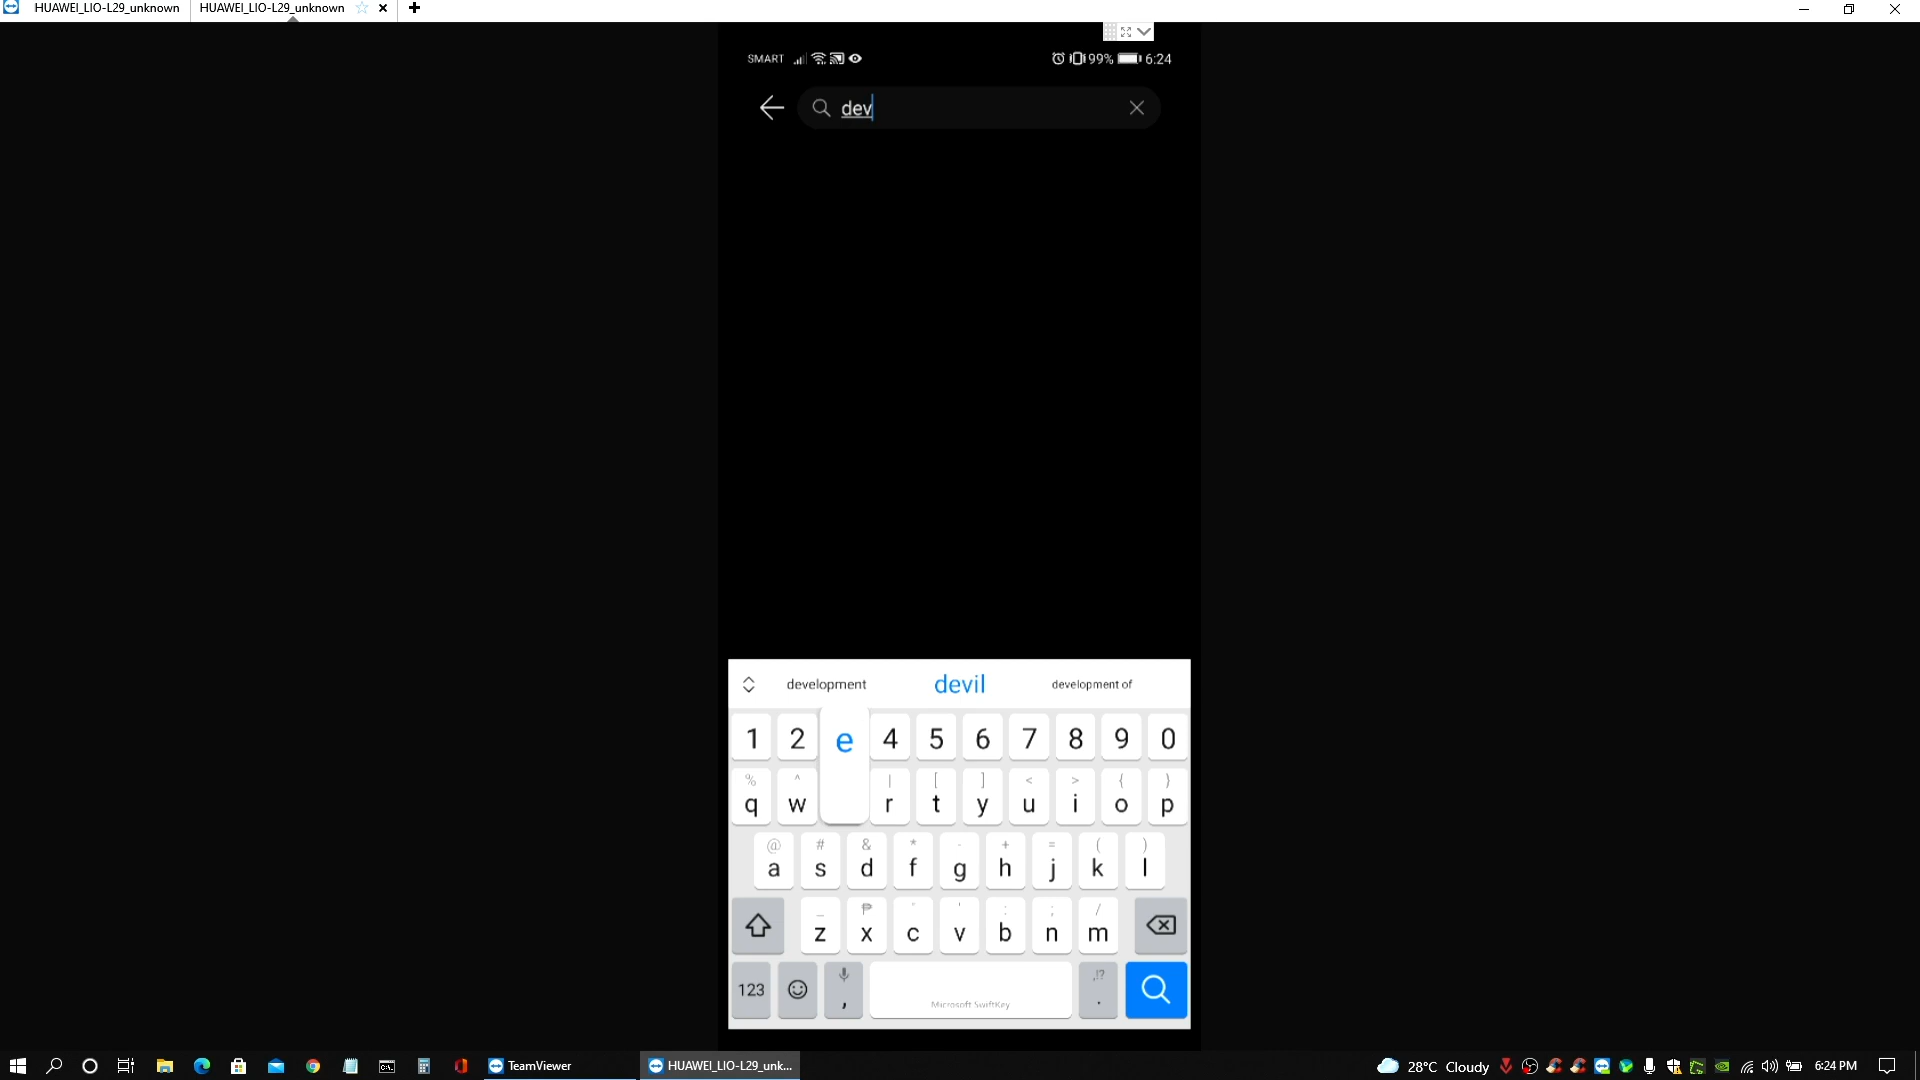 HUAWEI_LIO-L29_unknown HUAWEI_LIO-L29_unknown
SMART 99% 6:24
dev
development devil development of
1 2 e 4 5 6 7 8 9 0
% ^ | [ ] < > { }
q w r t y u i o p
@ # & * - + = ( )
a s d f g h j k l
_ ₱ " ' : ; /
z x c v b n m
123 , Microsoft SwiftKey ,!? .
TeamViewer HUAWEI_LIO-L29_unk... 28°C Cloudy 6:24 PM